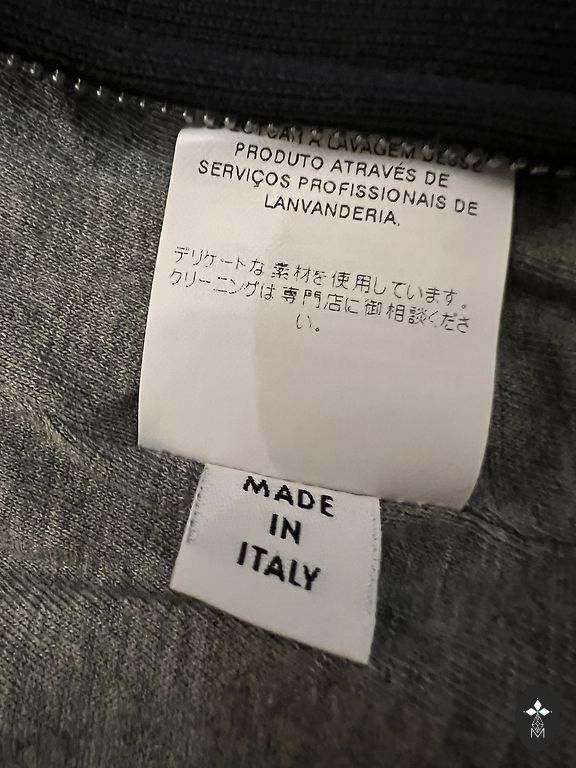 A LAVAGEM DESSE
PRODUTO ATRAVÉS DE
SERVIÇOS PROFISSIONAIS DE
LANVANDERIA.
デリケートな素材を使用しています。
クリーニングは専門店に御相談くださ
い。
MADE
IN
ITALY